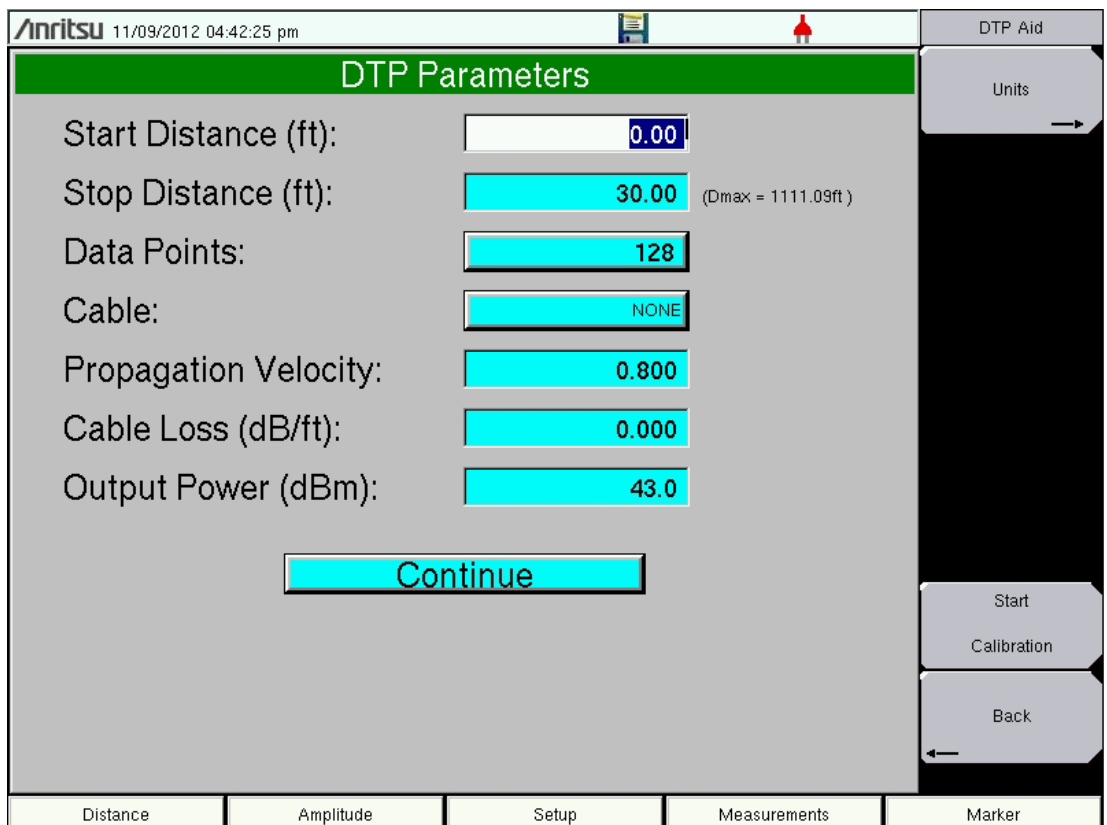 /inritsu 11/09/2012 04:42:25 pm
DTP Aid
DTP Parameters
Units
Start Distance (ft): 0.00
Stop Distance (ft): 30.00 (Dmax = 1111.09ft )
Data Points: 128
Cable: NONE
Propagation Velocity: 0.800
Cable Loss (dB/ft): 0.000
Output Power (dBm): 43.0
Continue
Start
Calibration
Back
Distance Amplitude Setup Measurements Marker